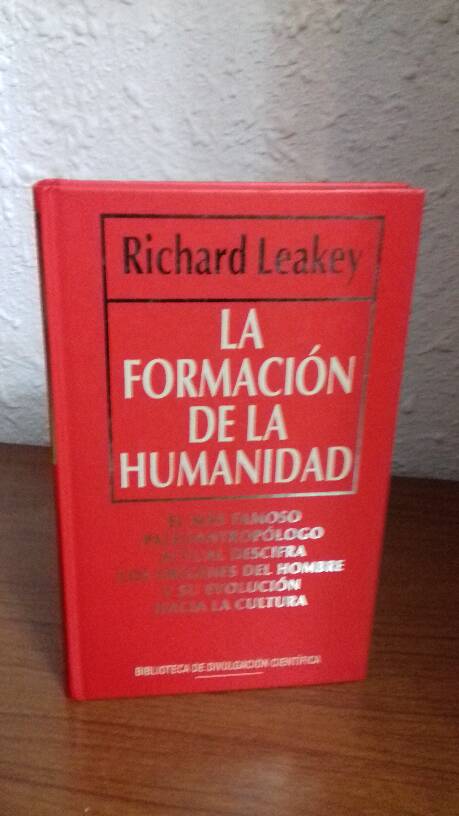 Richard Leakey
LA
FORMACIÓN
DE LA
HUMANIDAD
EL MÁS FAMOSO
PALEOANTROPÓLOGO
ACTUAL DESCIFRA
LOS ORÍGENES DEL HOMBRE
Y SU EVOLUCIÓN
HACIA LA CULTURA
BIBLIOTECA DE DIVULGACIÓN CIENTÍFICA